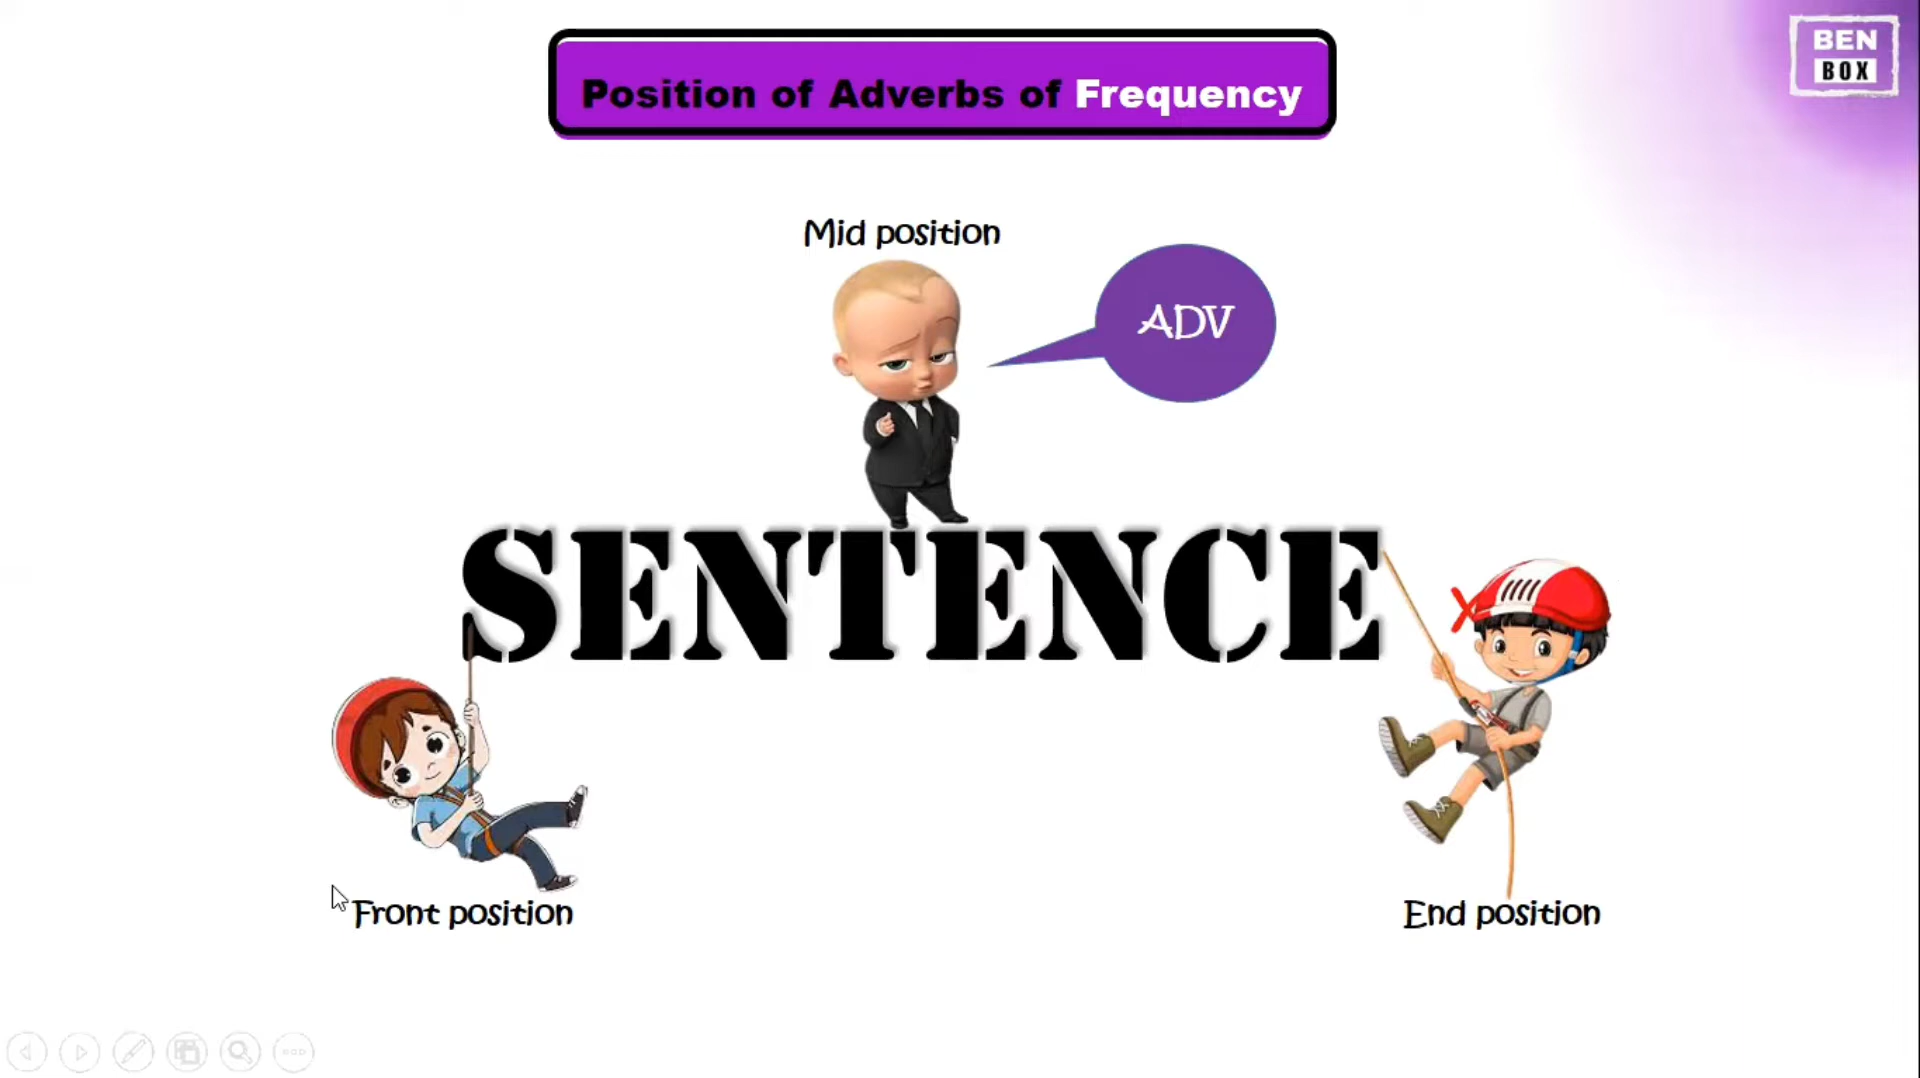 Position of Adverbs of Frequency
BEN
BOX
Mid position
ADV
SENTENCE
Front position
End position